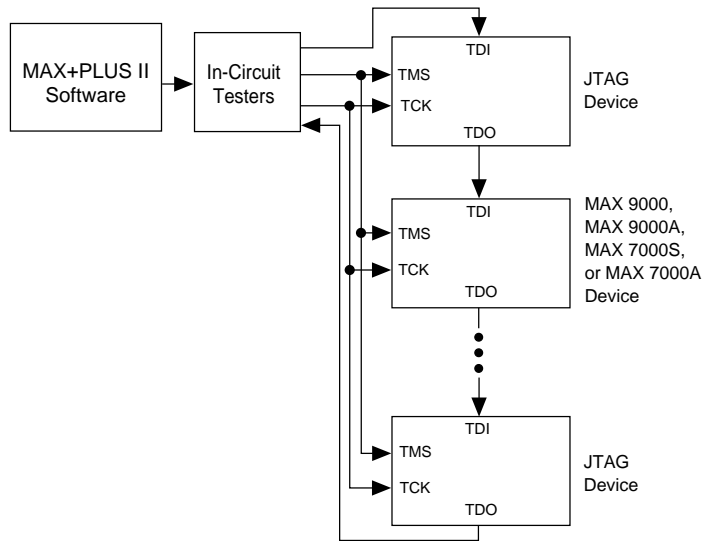 MAX+PLUS II
Software
In-Circuit
Testers
TDI
TMS
TCK
TDO
JTAG
Device
TDI
TMS
TCK
TDO
MAX 9000,
MAX 9000A,
MAX 7000S,
or MAX 7000A
Device
TDI
TMS
TCK
TDO
JTAG
Device